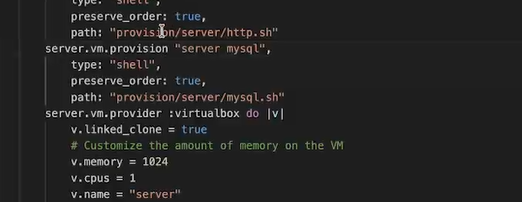 type: "shell",
preserve_order: true,
path: "provision/server/http.sh"
server.vm.provision "server mysql",
type: "shell",
preserve_order: true,
path: "provision/server/mysql.sh"
server.vm.provider :virtualbox do |v|
v.linked_clone = true
# Customize the amount of memory on the VM
v.memory = 1024
v.cpus = 1
v.name = "server"